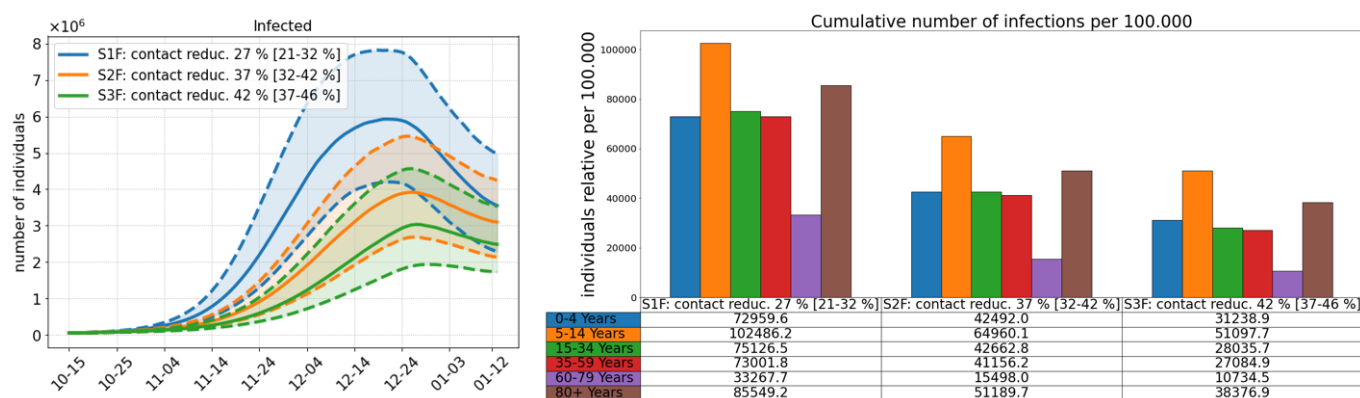 Infected
×10⁶
8
7
6
5
4
3
2
1
0
number of individuals
S1F: contact reduc. 27 % [21-32 %]
S2F: contact reduc. 37 % [32-42 %]
S3F: contact reduc. 42 % [37-46 %]
10-15 10-25 11-04 11-14 11-24 12-04 12-14 12-24 01-03 01-12
Cumulative number of infections per 100.000
individuals relative per 100.000
100000
80000
60000
40000
20000
0
S1F: contact reduc. 27 % [21-32 %] S2F: contact reduc. 37 % [32-42 %] S3F: contact reduc. 42 % [37-46 %]
0-4 Years 72959.6 42492.0 31238.9
5-14 Years 102486.2 64960.1 51097.7
15-34 Years 75126.5 42662.8 28035.7
35-59 Years 73001.8 41156.2 27084.9
60-79 Years 33267.7 15498.0 10734.5
80+ Years 85549.2 51189.7 38376.9